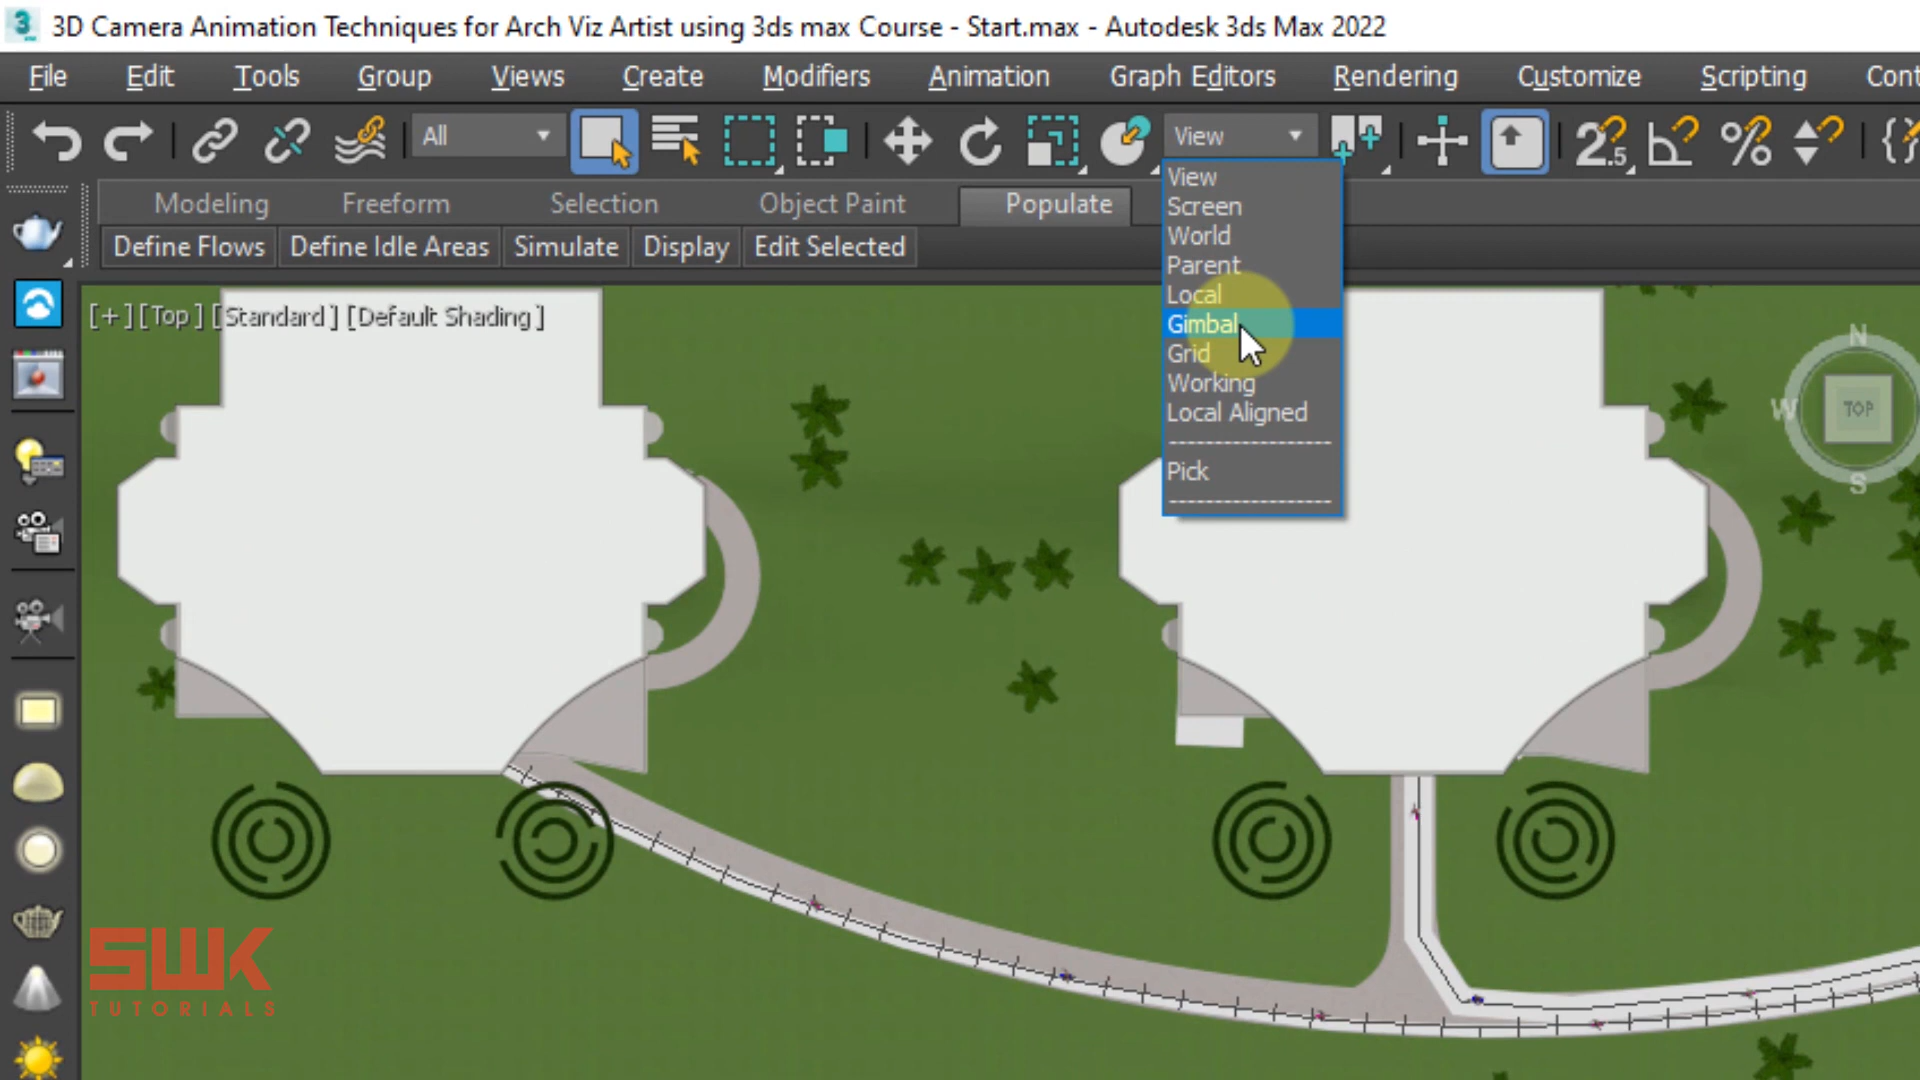 3D Camera Animation Techniques for Arch Viz Artist using 3ds max Course - Start.max - Autodesk 3ds Max 2022
File Edit Tools Group Views Create Modifiers Animation Graph Editors Rendering Customize Scripting Cont
All View 2.5
Modeling Freeform Selection Object Paint Populate
Define Flows Define Idle Areas Simulate Display Edit Selected
View
Screen
World
Parent
Local
Gimbal
Grid
Working
Local Aligned
Pick
[+][Top][Standard][Default Shading]
N
W TOP
S
SWK
TUTORIALS